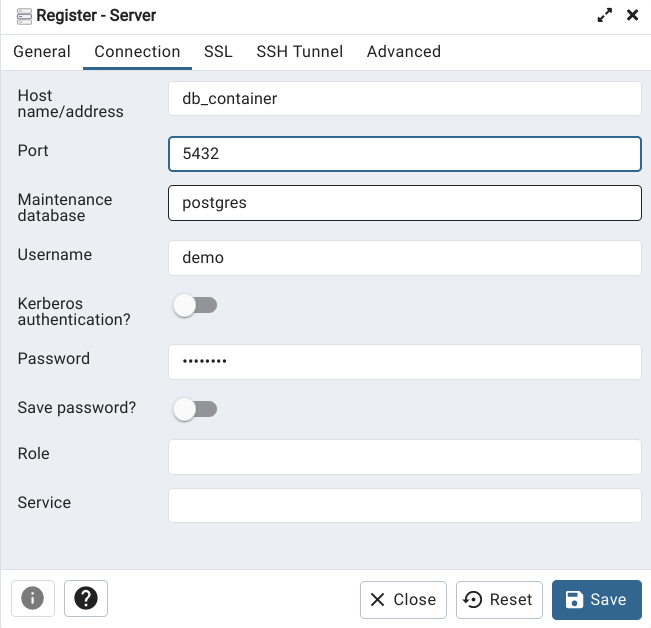 Register - Server
General Connection SSL SSH Tunnel Advanced
Host
name/address
db_container
Port
5432
Maintenance
database
postgres
Username
demo
Kerberos
authentication?
Password
••••••••
Save password?
Role
Service
Close Reset Save